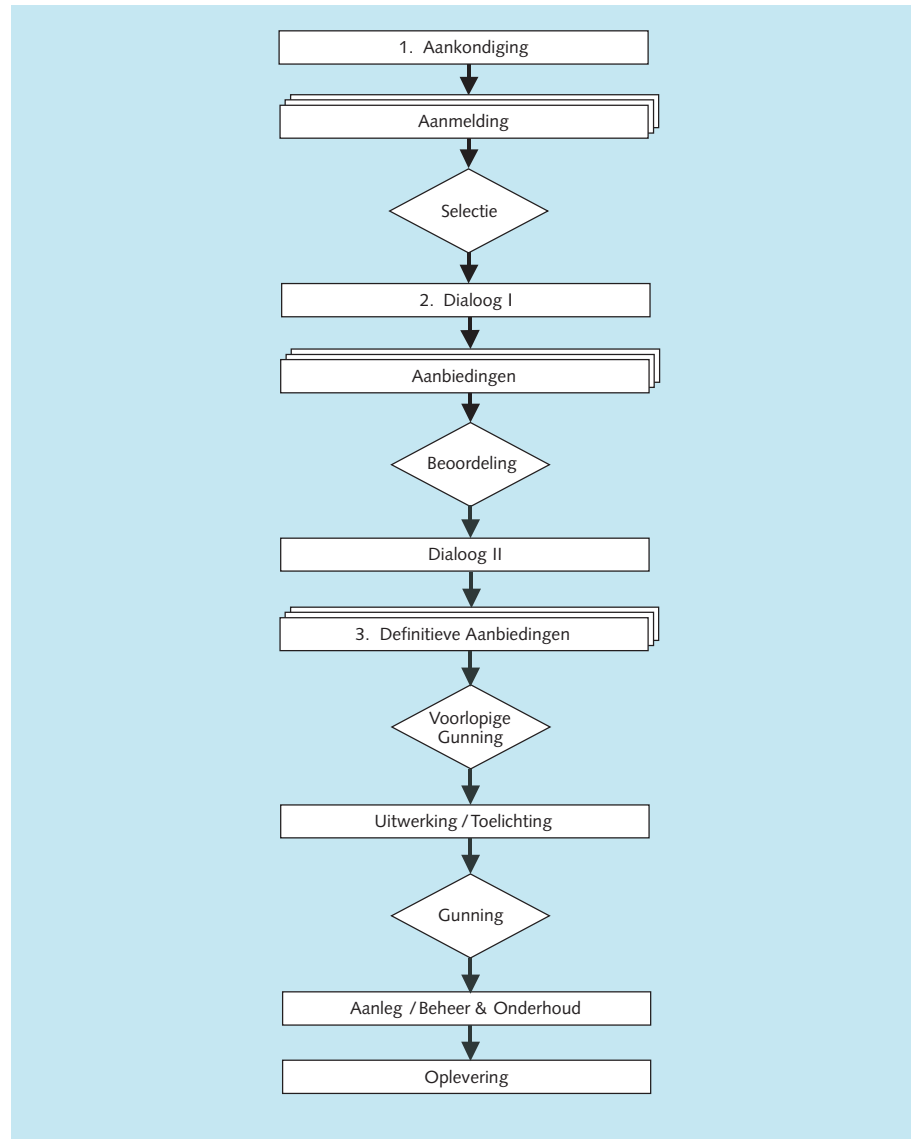 1. Aankondiging
Aanmelding
Selectie
2. Dialoog I
Aanbiedingen
Beoordeling
Dialoog II
3. Definitieve Aanbiedingen
Voorlopige
Gunning
Uitwerking / Toelichting
Gunning
Aanleg / Beheer & Onderhoud
Oplevering